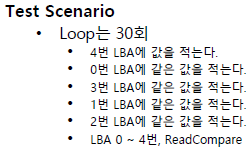 Test Scenario
• Loop는 30회
• 4번 LBA에 값을 적는다.
• 0번 LBA에 같은 값을 적는다.
• 3번 LBA에 같은 값을 적는다.
• 1번 LBA에 같은 값을 적는다.
• 2번 LBA에 같은 값을 적는다.
• LBA 0 ~ 4번, ReadCompare